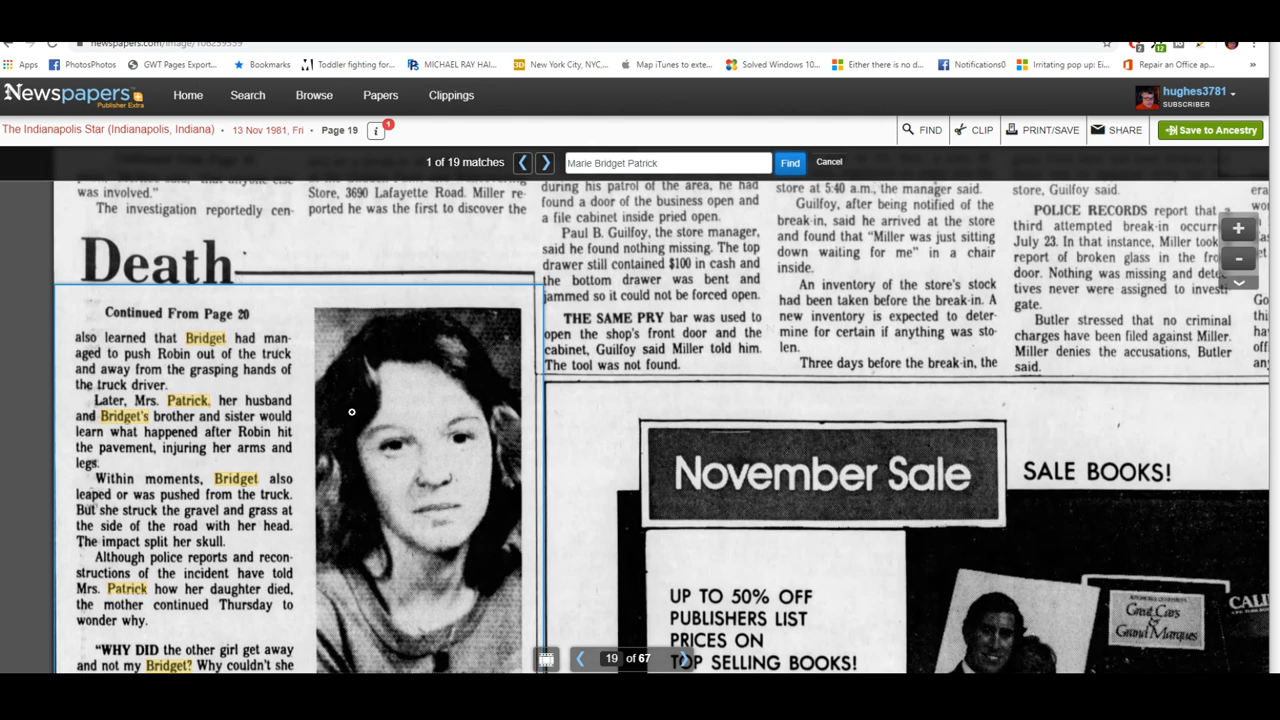 newspapers.com/image/106259559
Apps PhotosPhotos GWT Pages Export... Bookmarks Toddler fighting for... MICHAEL RAY HAI... New York City, NYC,... Map iTunes to exte... Solved Windows 10... Either there is no d... Notifications0 Irritating pop up: Ei... Repair an Office ap... »
Newspapers Home Search Browse Papers Clippings hughes3781
Publisher Extra SUBSCRIBER
The Indianapolis Star (Indianapolis, Indiana) • 13 Nov 1981, Fri • Page 19 i 1 FIND CLIP PRINT/SAVE SHARE Save to Ancestry
1 of 19 matches Marie Bridget Patrick Find Cancel
was involved."
The investigation reportedly cen-
Store, 3690 Lafayette Road. Miller re-
ported he was the first to discover the
Death
Continued From Page 20
also learned that Bridget had man-
aged to push Robin out of the truck
and away from the grasping hands of
the truck driver.
Later, Mrs. Patrick, her husband
and Bridget's brother and sister would
learn what happened after Robin hit
the pavement, injuring her arms and
legs.
Within moments, Bridget also
leaped or was pushed from the truck.
But she struck the gravel and grass at
the side of the road with her head.
The impact split her skull.
Although police reports and recon-
structions of the incident have told
Mrs. Patrick how her daughter died,
the mother continued Thursday to
wonder why.
"WHY DID the other girl get away
and not my Bridget? Why couldn't she
during his patrol of the area, he had
found a door of the business open and
a file cabinet inside pried open.
Paul B. Guilfoy, the store manager,
said he found nothing missing. The top
drawer still contained $100 in cash and
the bottom drawer was bent and
jammed so it could not be forced open.
THE SAME PRY bar was used to
open the shop's front door and the
cabinet, Guilfoy said Miller told him.
The tool was not found.
store at 5:40 a.m., the manager said.
Guilfoy, after being notified of the
break-in, said he arrived at the store
and found that "Miller was just sitting
down waiting for me" in a chair
inside.
An inventory of the store's stock
had been taken before the break-in. A
new inventory is expected to deter-
mine for certain if anything was sto-
len.
Three days before the break-in, the
store, Guilfoy said.
POLICE RECORDS report that a
third attempted break-in occurr
July 23. In that instance, Miller took
report of broken glass in the fro
door. Nothing was missing and dete
tives never were assigned to investi
gate.
Butler stressed that no criminal
charges have been filed against Miller.
Miller denies the accusations, Butler
said.
November Sale
SALE BOOKS!
UP TO 50% OFF
PUBLISHERS LIST
PRICES ON
TOP SELLING BOOKS!
Great Cars
& Grand Marques
CALI
19 of 67